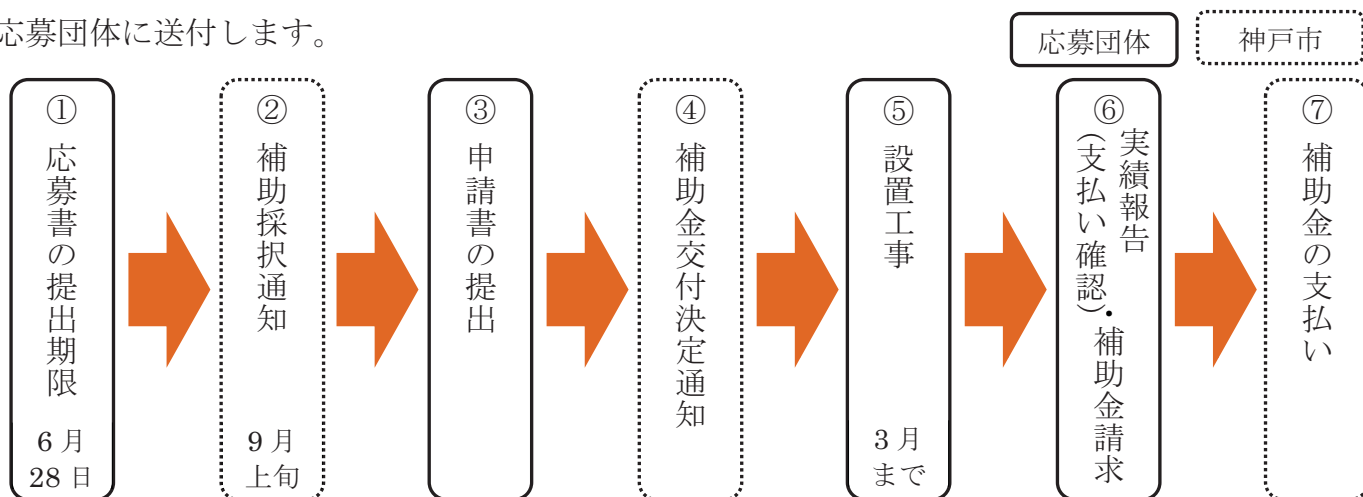 応募団体に送付します。
応募団体
神戸市
①
応募書の提出期限
6 月
28 日
②
補助採択通知
9 月
上旬
③
申請書の提出
④
補助金交付決定通知
⑤
設置工事
3 月
まで
⑥
実績報告
(支払い確認)・補助金請求
⑦
補助金の支払い